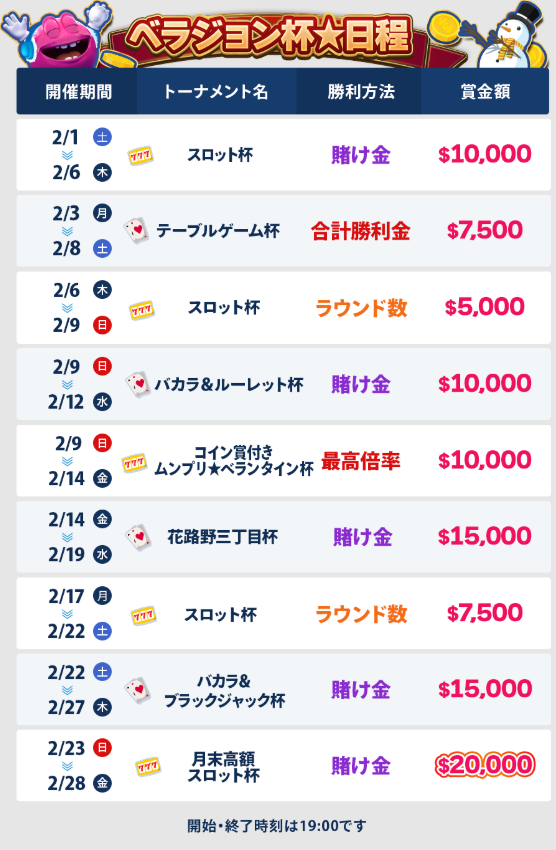 ベラジョン杯★日程
開催期間 トーナメント名 勝利方法 賞金額
2/1 土
2/6 木
777 スロット杯 賭け金 $10,000
2/3 月
2/8 土
テーブルゲーム杯 合計勝利金 $7,500
2/6 木
2/9 日
777 スロット杯 ラウンド数 $5,000
2/9 日
2/12 水
バカラ&ルーレット杯 賭け金 $10,000
2/9 日
2/14 金
777 コイン賞付き
ムンプリ★ベランタイン杯 最高倍率 $10,000
2/14 金
2/19 水
花路野三丁目杯 賭け金 $15,000
2/17 月
2/22 土
777 スロット杯 ラウンド数 $7,500
2/22 土
2/27 木
バカラ&
ブラックジャック杯 賭け金 $15,000
2/23 日
2/28 金
777 月末高額
スロット杯 賭け金 $20,000
開始・終了時刻は19:00です